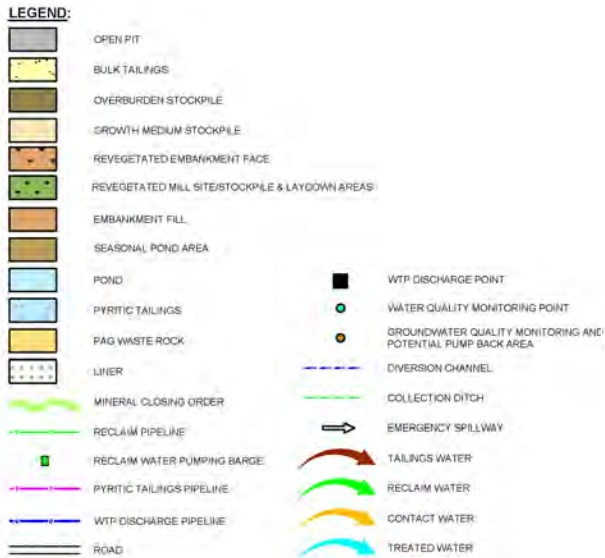 LEGEND:
OPEN PIT
BULK TAILINGS
OVERBURDEN STOCKPILE
GROWTH MEDIUM STOCKPILE
REVEGETATED EMBANKMENT FACE
REVEGETATED MILL SITE/STOCKPILE & LAYDOWN AREAS
EMBANKMENT FILL
SEASONAL POND AREA
POND
PYRITIC TAILINGS
PAG WASTE ROCK
LINER
MINERAL CLOSING ORDER
RECLAIM PIPELINE
RECLAIM WATER PUMPING BARGE
PYRITIC TAILINGS PIPELINE
WTP DISCHARGE PIPELINE
ROAD
WTP DISCHARGE POINT
WATER QUALITY MONITORING POINT
GROUNDWATER QUALITY MONITORING AND
POTENTIAL PUMP BACK AREA
DIVERSION CHANNEL
COLLECTION DITCH
EMERGENCY SPILLWAY
TAILINGS WATER
RECLAIM WATER
CONTACT WATER
TREATED WATER